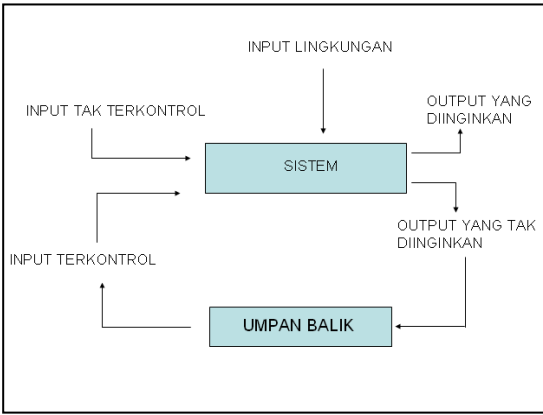 INPUT LINGKUNGAN
INPUT TAK TERKONTROL
OUTPUT YANG
DIINGINKAN
SISTEM
OUTPUT YANG TAK
DIINGINKAN
INPUT TERKONTROL
UMPAN BALIK